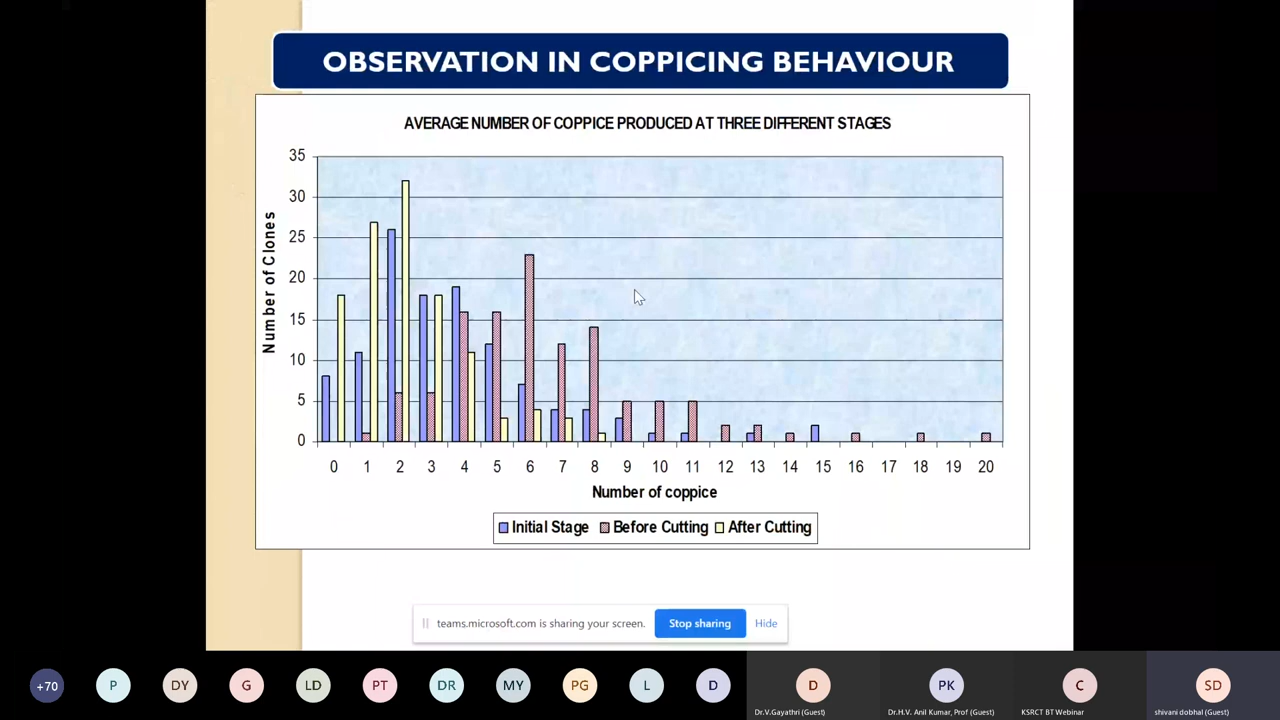 OBSERVATION IN COPPICING BEHAVIOUR
AVERAGE NUMBER OF COPPICE PRODUCED AT THREE DIFFERENT STAGES
35
30
25
20
15
10
5
0
Number of Clones
0 1 2 3 4 5 6 7 8 9 10 11 12 13 14 15 16 17 18 19 20
Number of coppice
Initial Stage Before Cutting After Cutting
teams.microsoft.com is sharing your screen. Stop sharing Hide
+70 P DY G LD PT DR MY PG L D D PK C SD
Dr.V.Gayathri (Guest) Dr.H.V. Anil Kumar, Prof (Guest) KSRCT BT Webinar shivani dobhal (Guest)